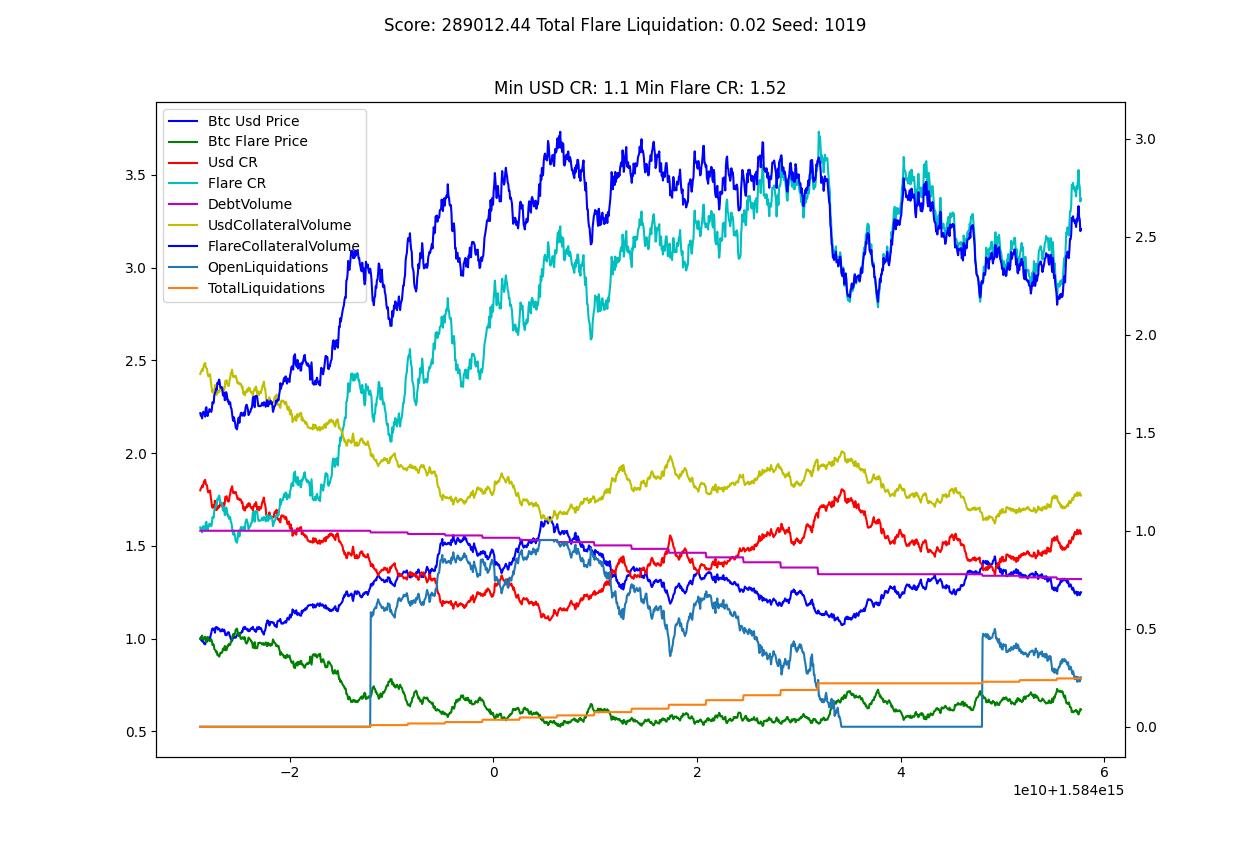 Score: 289012.44 Total Flare Liquidation: 0.02 Seed: 1019
Min USD CR: 1.1 Min Flare CR: 1.52
Btc Usd Price
Btc Flare Price
Usd CR
Flare CR
DebtVolume
UsdCollateralVolume
FlareCollateralVolume
OpenLiquidations
TotalLiquidations
3.5
3.0
2.5
2.0
1.5
1.0
0.5
3.0
2.5
2.0
1.5
1.0
0.5
0.0
−2
0
2
4
6
1e10+1.584e15